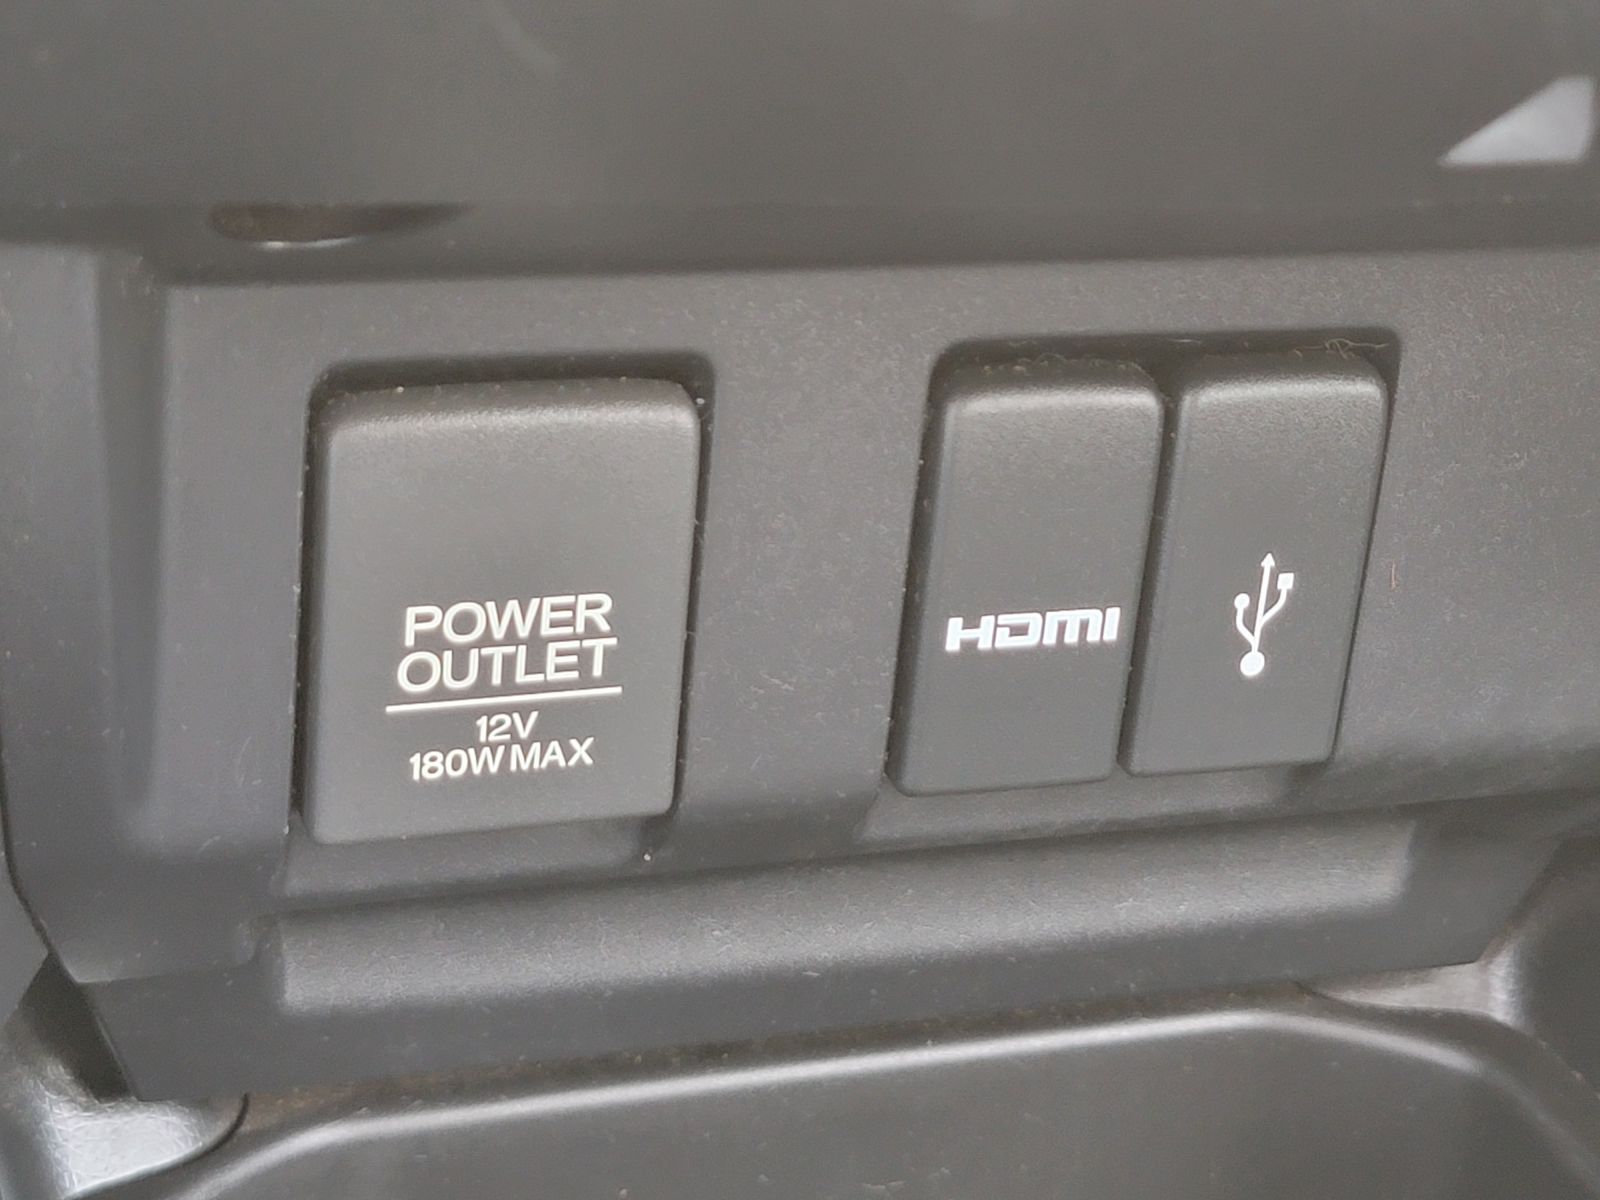 POWER
OUTLET
12V
180W MAX
HDMI